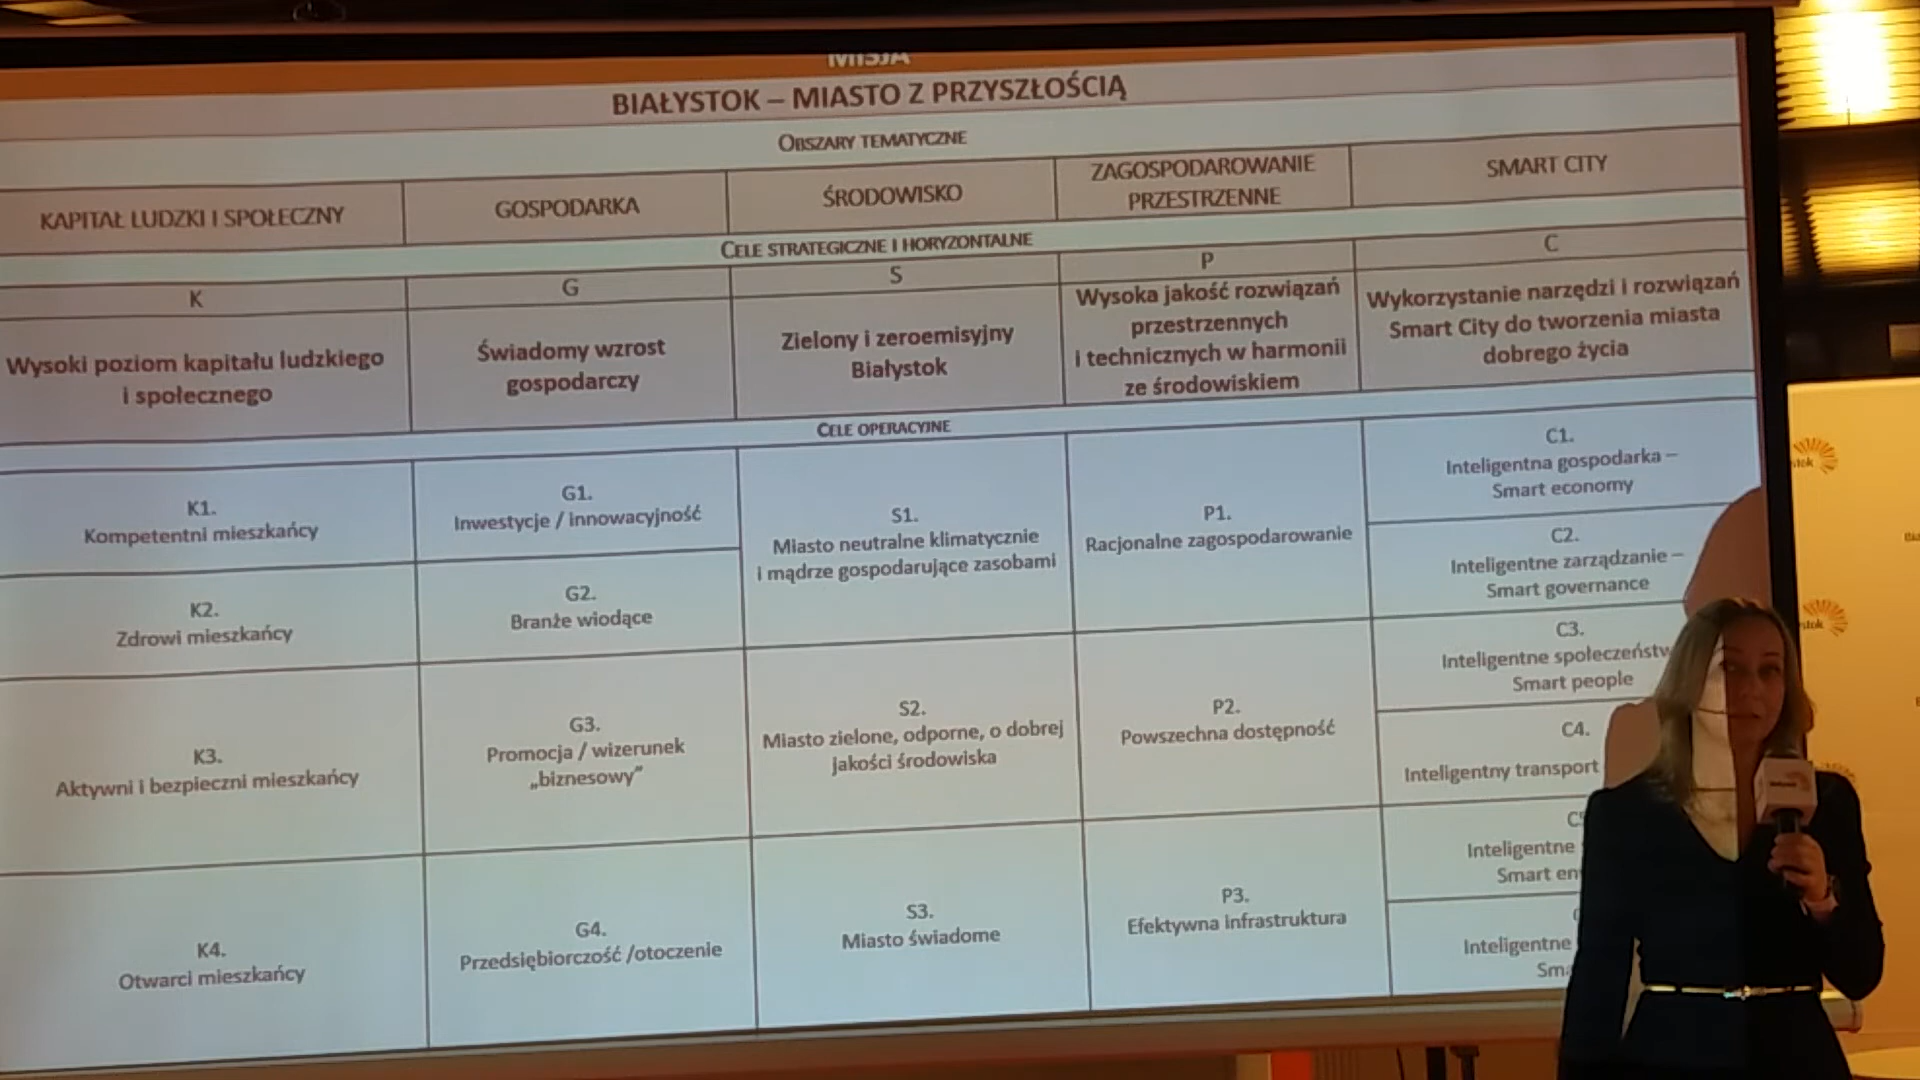 MISJA
BIAŁYSTOK – MIASTO Z PRZYSZŁOŚCIĄ
OBSZARY TEMATYCZNE
KAPITAŁ LUDZKI I SPOŁECZNY
GOSPODARKA
ŚRODOWISKO
ZAGOSPODAROWANIE
PRZESTRZENNE
SMART CITY
CELE STRATEGICZNE I HORYZONTALNE
K
G
S
P
C
Wysoki poziom kapitału ludzkiego
i społecznego
Świadomy wzrost
gospodarczy
Zielony i zeroemisyjny
Białystok
Wysoka jakość rozwiązań
przestrzennych
i technicznych w harmonii
ze środowiskiem
Wykorzystanie narzędzi i rozwiązań
Smart City do tworzenia miasta
dobrego życia
CELE OPERACYJNE
K1.
Kompetentni mieszkańcy
K2.
Zdrowi mieszkańcy
K3.
Aktywni i bezpieczni mieszkańcy
K4.
Otwarci mieszkańcy
G1.
Inwestycje / innowacyjność
G2.
Branże wiodące
G3.
Promocja / wizerunek
„biznesowy”
G4.
Przedsiębiorczość /otoczenie
S1.
Miasto neutralne klimatycznie
i mądrze gospodarujące zasobami
S2.
Miasto zielone, odporne, o dobrej
jakości środowiska
S3.
Miasto świadome
P1.
Racjonalne zagospodarowanie
P2.
Powszechna dostępność
P3.
Efektywna infrastruktura
C1.
Inteligentna gospodarka –
Smart economy
C2.
Inteligentne zarządzanie –
Smart governance
C3.
Inteligentne społeczeństw
Smart people
C4.
Inteligentny transport
Inteligentne
Smart en
Inteligentne